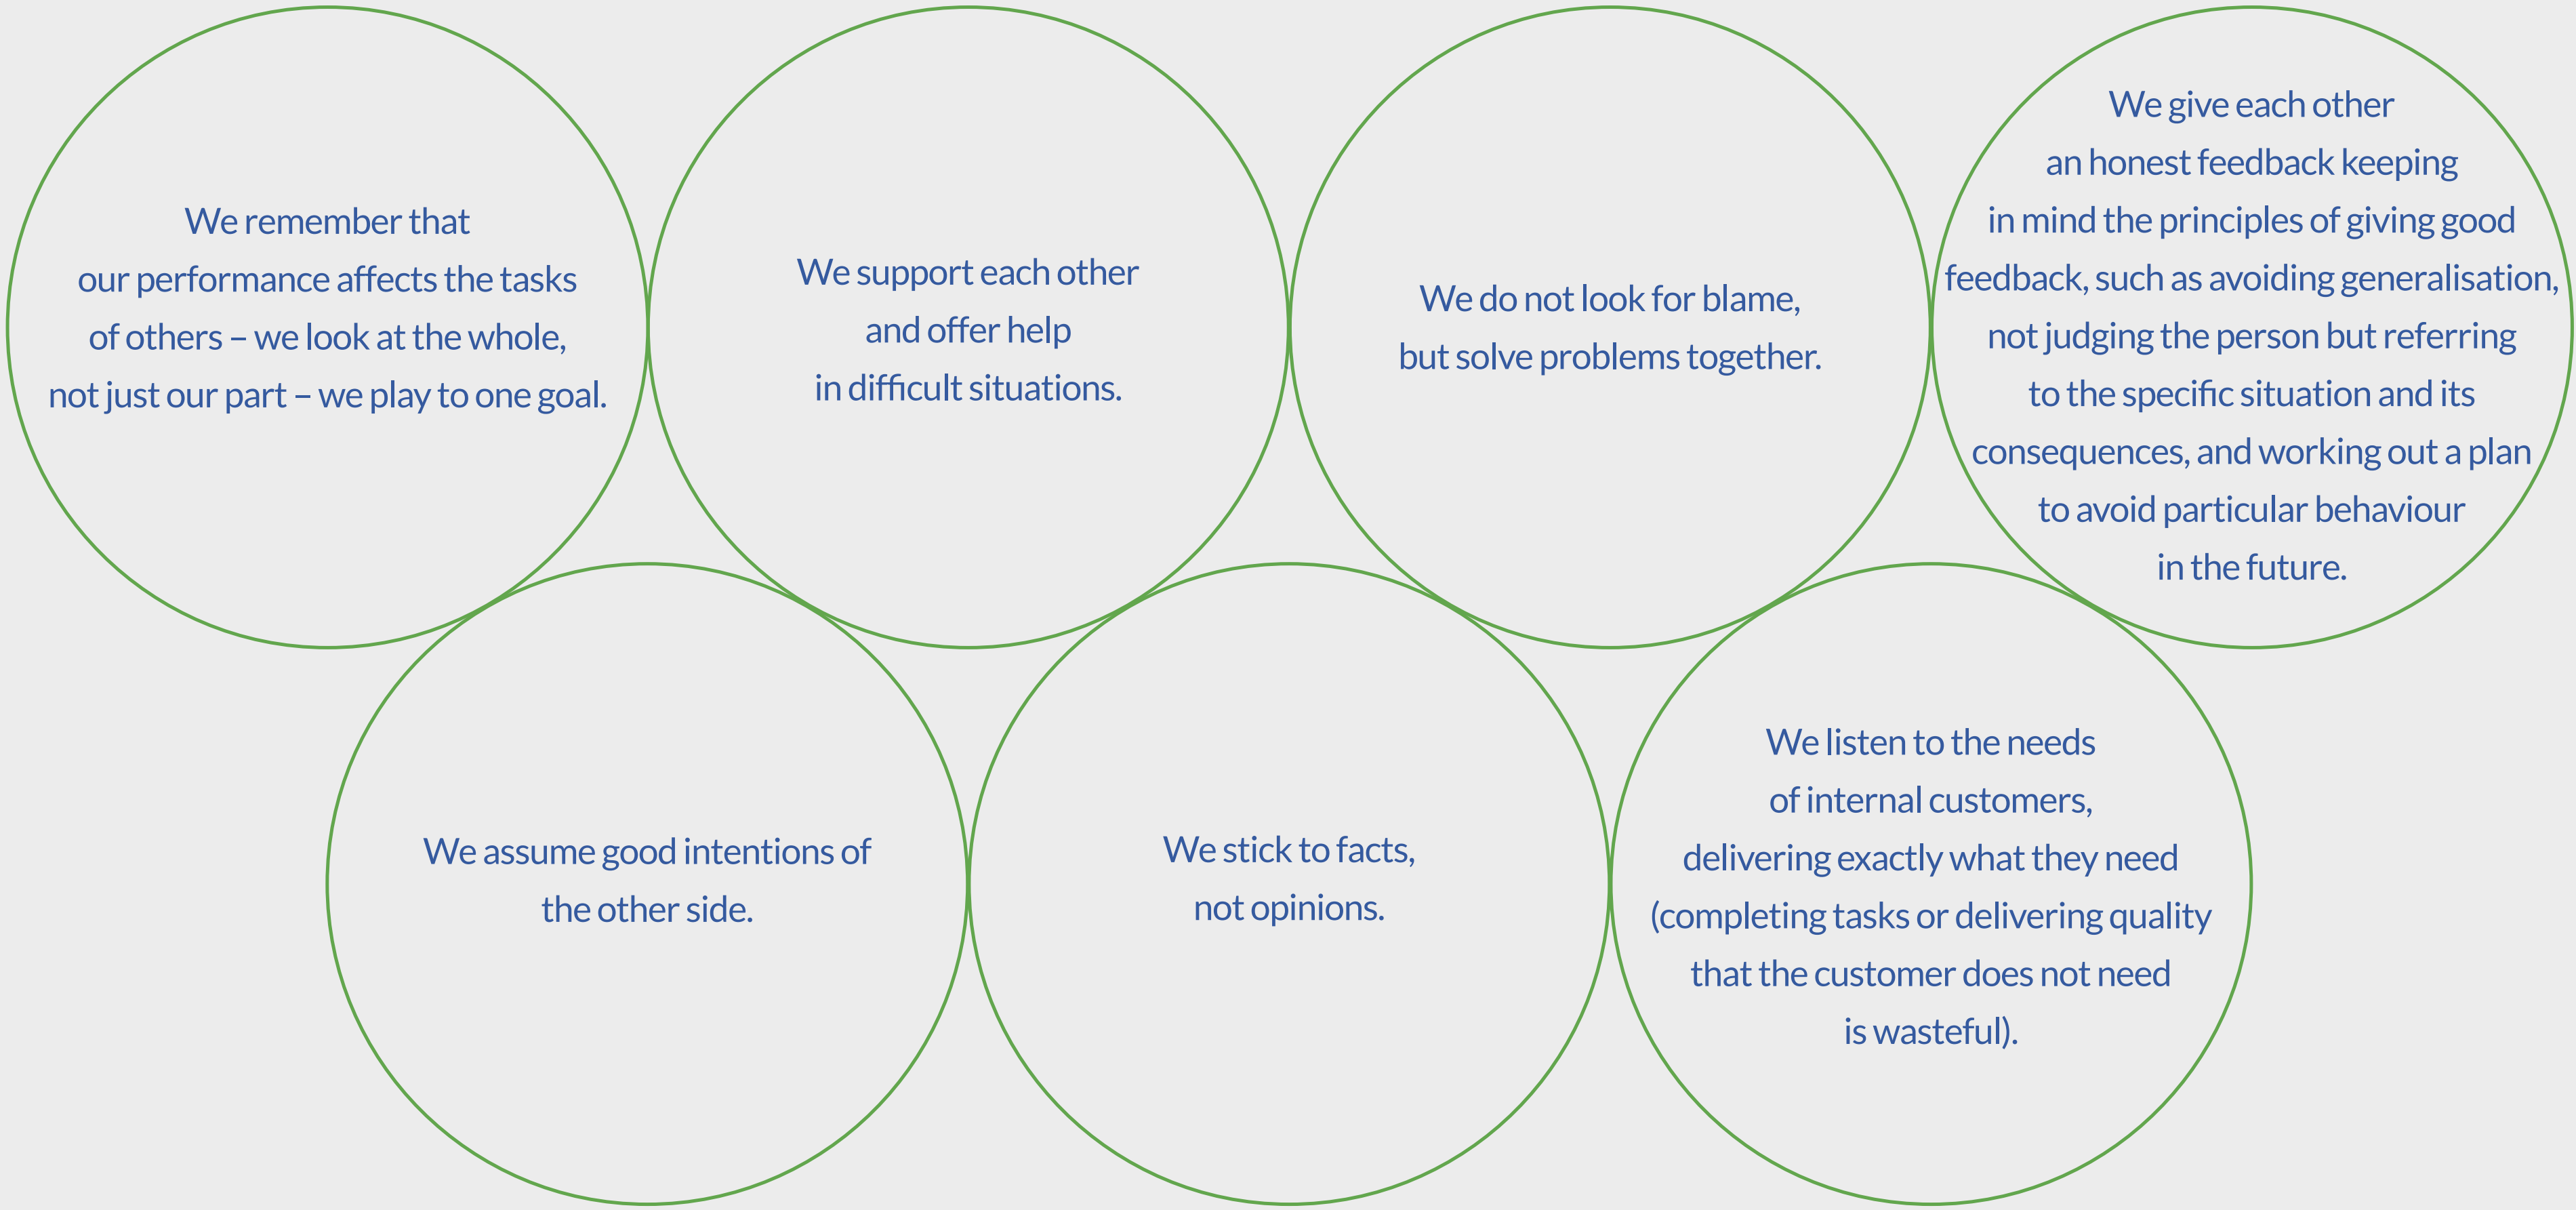 We remember that
our performance affects the tasks
of others – we look at the whole,
not just our part – we play to one goal.
We support each other
and offer help
in difficult situations.
We do not look for blame,
but solve problems together.
We give each other
an honest feedback keeping
in mind the principles of giving good
feedback, such as avoiding generalisation,
not judging the person but referring
to the specific situation and its
consequences, and working out a plan
to avoid particular behaviour
in the future.
We assume good intentions of
the other side.
We stick to facts,
not opinions.
We listen to the needs
of internal customers,
delivering exactly what they need
(completing tasks or delivering quality
that the customer does not need
is wasteful).